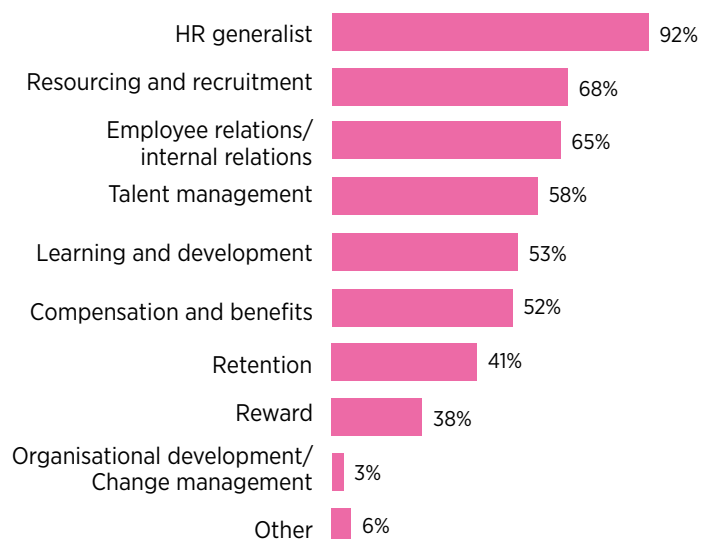 HR generalist 92%
Resourcing and recruitment 68%
Employee relations/
internal relations 65%
Talent management 58%
Learning and development 53%
Compensation and benefits 52%
Retention 41%
Reward 38%
Organisational development/
Change management 3%
Other 6%